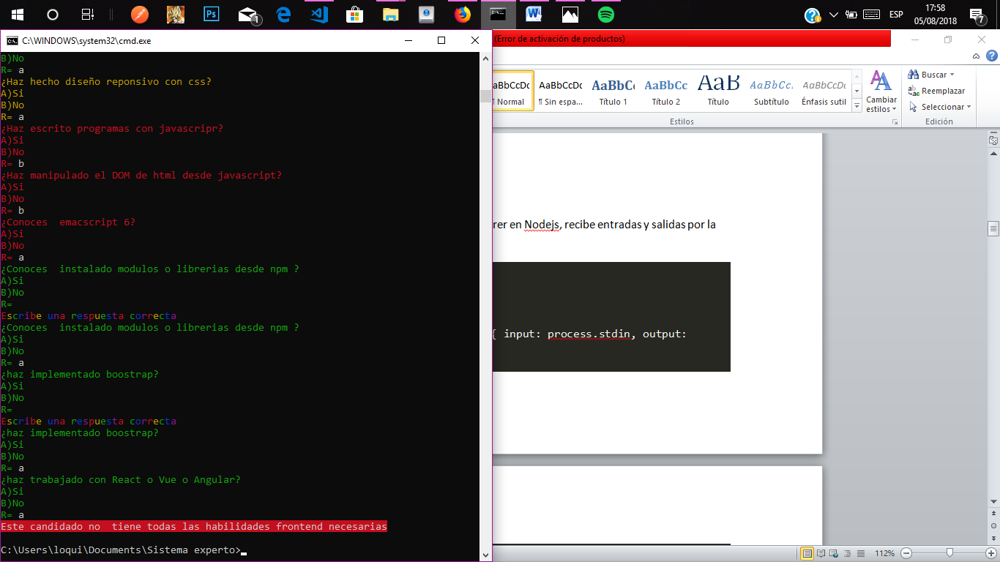 Ps
1
W
ESP
17:58
05/08/2018
7
C:\WINDOWS\system32\cmd.exe
B)No
R= a
¿Haz hecho diseño reponsivo con css?
A)Si
B)No
R= a
¿Haz escrito programas con javascripr?
A)Si
B)No
R= b
¿Haz manipulado el DOM de html desde javascript?
A)Si
B)No
R= b
¿Conoces  emacscript 6?
A)Si
B)No
R= a
¿Conoces  instalado modulos o librerias desde npm ?
A)Si
B)No
R=
Escribe una respuesta correcta
¿Conoces  instalado modulos o librerias desde npm ?
A)Si
B)No
R= a
¿haz implementado boostrap?
A)Si
B)No
R=
Escribe una respuesta correcta
¿haz implementado boostrap?
A)Si
B)No
R= a
¿haz trabajado con React o Vue o Angular?
A)Si
B)No
R= a
Este candidado no  tiene todas las habilidades frontend necesarias
C:\Users\loqui\Documents\Sistema experto>
(Error de activación de productos)
AaBbCcDc AaBbCcDc AaBbCc AaBbCc AaB AaBbCc. AaBbCcDc
¶ Normal ¶ Sin espa... Título 1 Título 2 Título Subtítulo Énfasis sutil
Cambiar
estilos
Estilos
Buscar
Reemplazar
Seleccionar
Edición
rer en Nodejs, recibe entradas y salidas por la
{ input: process.stdin, output:
112%